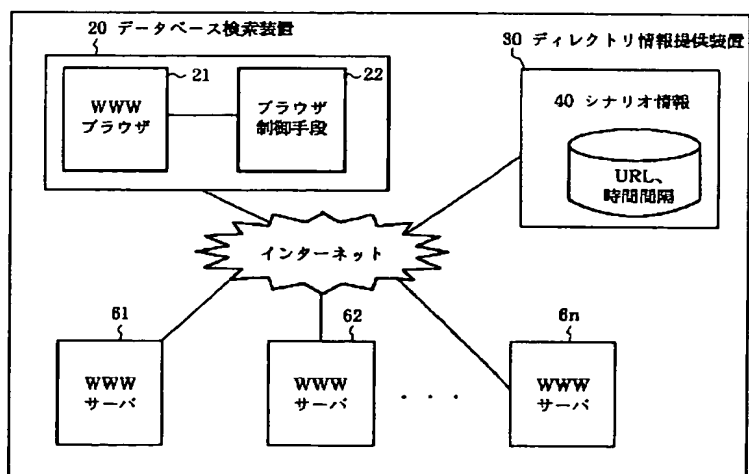 20 データベース検索装置
21
22
WWW
ブラウザ
ブラウザ
制御手段
30 ディレクトリ情報提供装置
40 シナリオ情報
URL、
時間間隔
インターネット
61
62
6n
WWW
サーバ
WWW
サーバ
・・・
WWW
サーバ